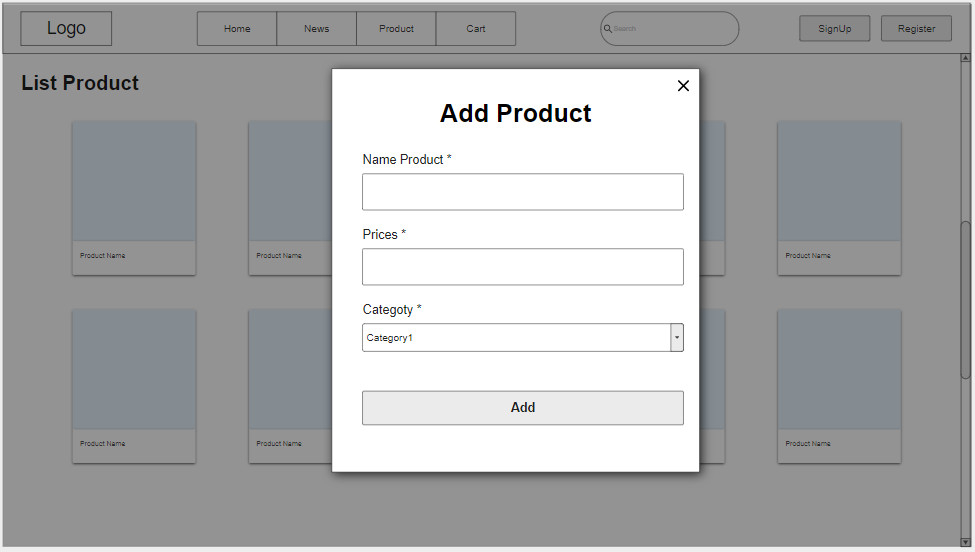 Logo
Home
News
Product
Cart
Search
SignUp
Register
List Product
Add Product
Name Product *
Prices *
Categoty *
Category1
Add
Product Name
Product Name
Product Name
Product Name
Product Name
Product Name